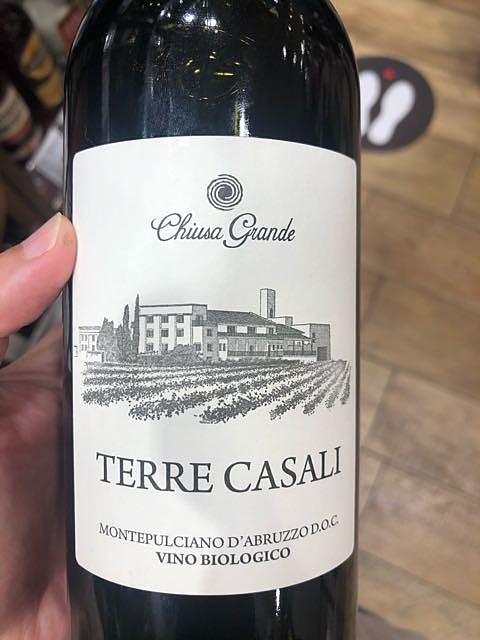 Chiusa Grande
TERRE CASALI
MONTEPULCIANO D'ABRUZZO D.O.C.
VINO BIOLOGICO